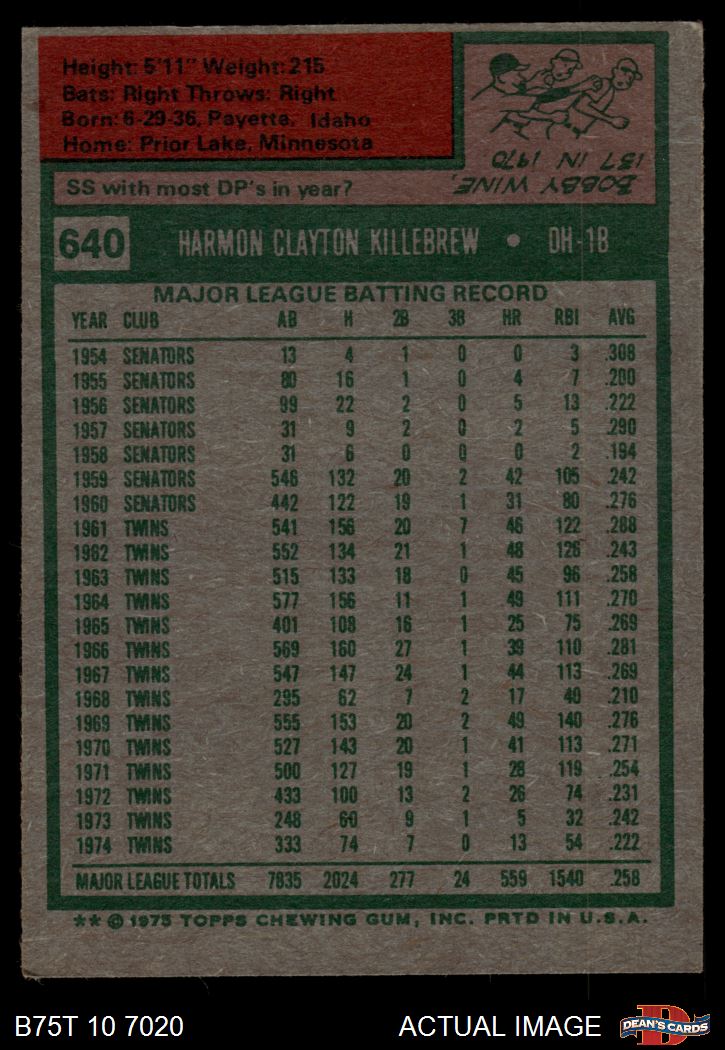 Height: 5'11" Weight: 215
Bats: Right Throws: Right
Born: 6-29-36, Payette, Idaho
Home: Prior Lake, Minnesota
SS with most DP's in year?
BOBBY WINE,
137 IN 1970
640 HARMON CLAYTON KILLEBREW • DH-1B
MAJOR LEAGUE BATTING RECORD
YEAR CLUB AB H 2B 3B HR RBI AVG
1954 SENATORS 13 4 1 0 0 3 .308
1955 SENATORS 80 16 1 0 4 7 .200
1956 SENATORS 99 22 2 0 5 13 .222
1957 SENATORS 31 9 2 0 2 5 .290
1958 SENATORS 31 6 0 0 0 2 .194
1959 SENATORS 546 132 20 2 42 105 .242
1960 SENATORS 442 122 19 1 31 80 .276
1961 TWINS 541 156 20 7 46 122 .288
1962 TWINS 552 134 21 1 48 126 .243
1963 TWINS 515 133 18 0 45 96 .258
1964 TWINS 577 156 11 1 49 111 .270
1965 TWINS 401 108 16 1 25 75 .269
1966 TWINS 569 160 27 1 39 110 .281
1967 TWINS 547 147 24 1 44 113 .269
1968 TWINS 295 62 7 2 17 40 .210
1969 TWINS 555 153 20 2 49 140 .276
1970 TWINS 527 143 20 1 41 113 .271
1971 TWINS 500 127 19 1 28 119 .254
1972 TWINS 433 100 13 2 26 74 .231
1973 TWINS 248 60 9 1 5 32 .242
1974 TWINS 333 74 7 0 13 54 .222
MAJOR LEAGUE TOTALS 7835 2024 277 24 559 1540 .258
** © 1975 TOPPS CHEWING GUM, INC. PRTD IN U.S.A.
B75T 10 7020 ACTUAL IMAGE
D
DEAN'S CARDS